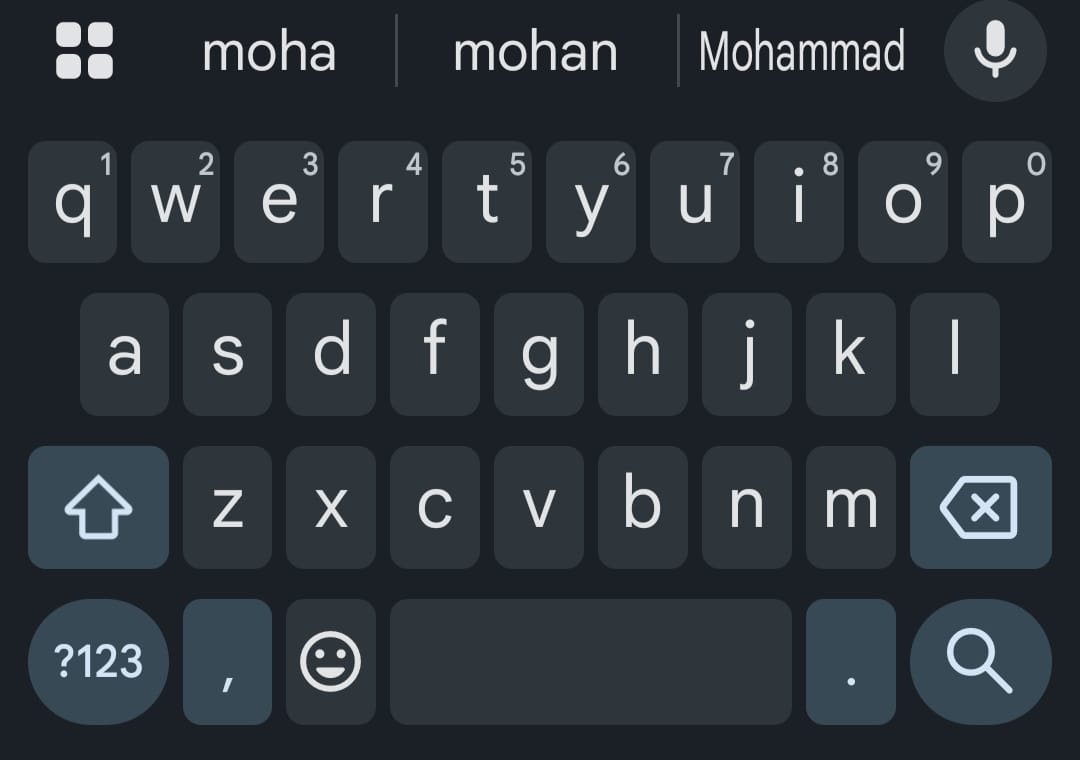 moha mohan Mohammad
q1 w2 e3 r4 t5 y6 u7 i8 o9 p0
a s d f g h j k l
z x c v b n m
?123 , .